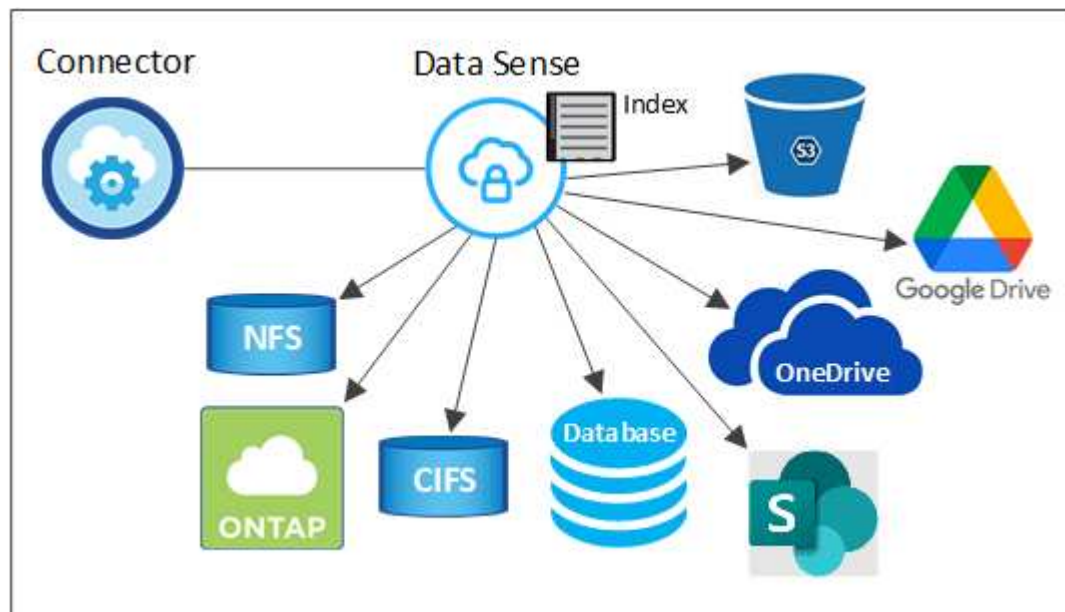 Connector
Data Sense
Index
S3
Google Drive
NFS
OneDrive
ONTAP
CIFS
Database
S